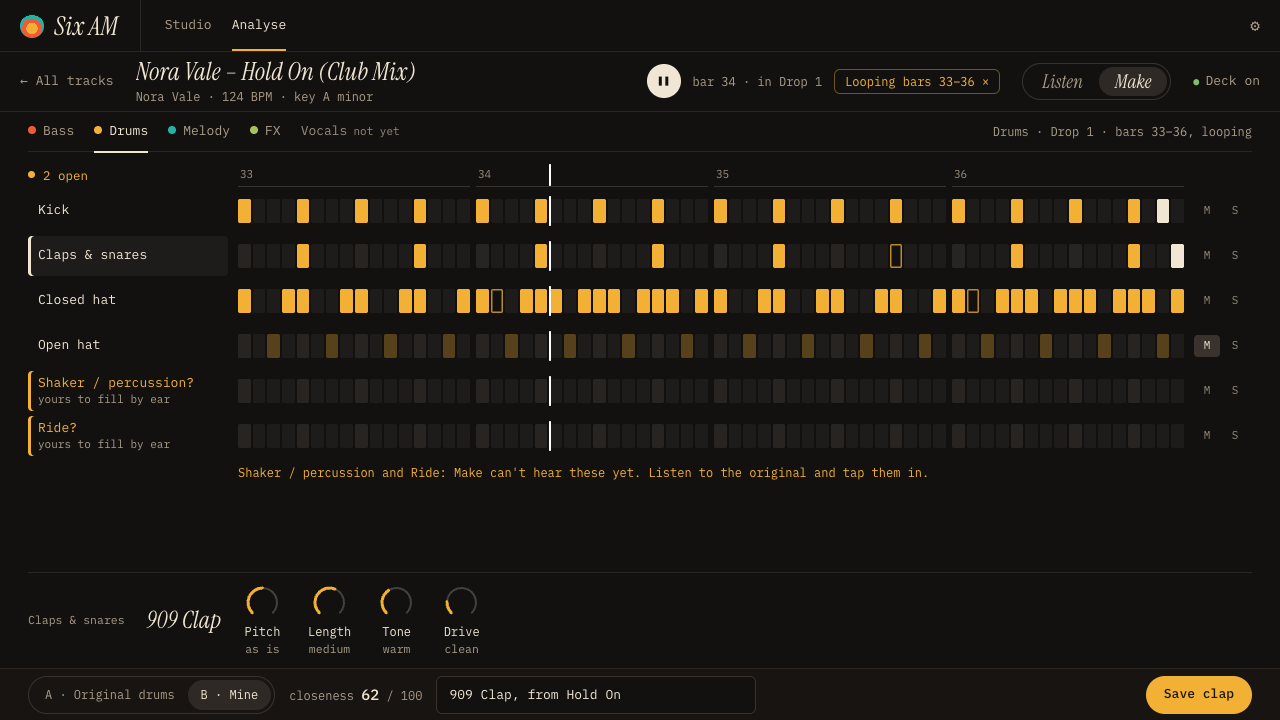 Six AM
Studio
Analyse
← All tracks
Nora Vale – Hold On (Club Mix)
Nora Vale · 124 BPM · key A minor
bar 34 · in Drop 1
Looping bars 33–36 ×
Listen
Make
Deck on
Bass
Drums
Melody
FX
Vocals not yet
Drums · Drop 1 · bars 33–36, looping
2 open
33
34
35
36
Kick
M
S
Claps & snares
M
S
Closed hat
M
S
Open hat
M
S
Shaker / percussion?
yours to fill by ear
M
S
Ride?
yours to fill by ear
M
S
Shaker / percussion and Ride: Make can't hear these yet. Listen to the original and tap them in.
Claps & snares
909 Clap
Pitch
as is
Length
medium
Tone
warm
Drive
clean
A · Original drums
B · Mine
closeness 62 / 100
909 Clap, from Hold On
Save clap